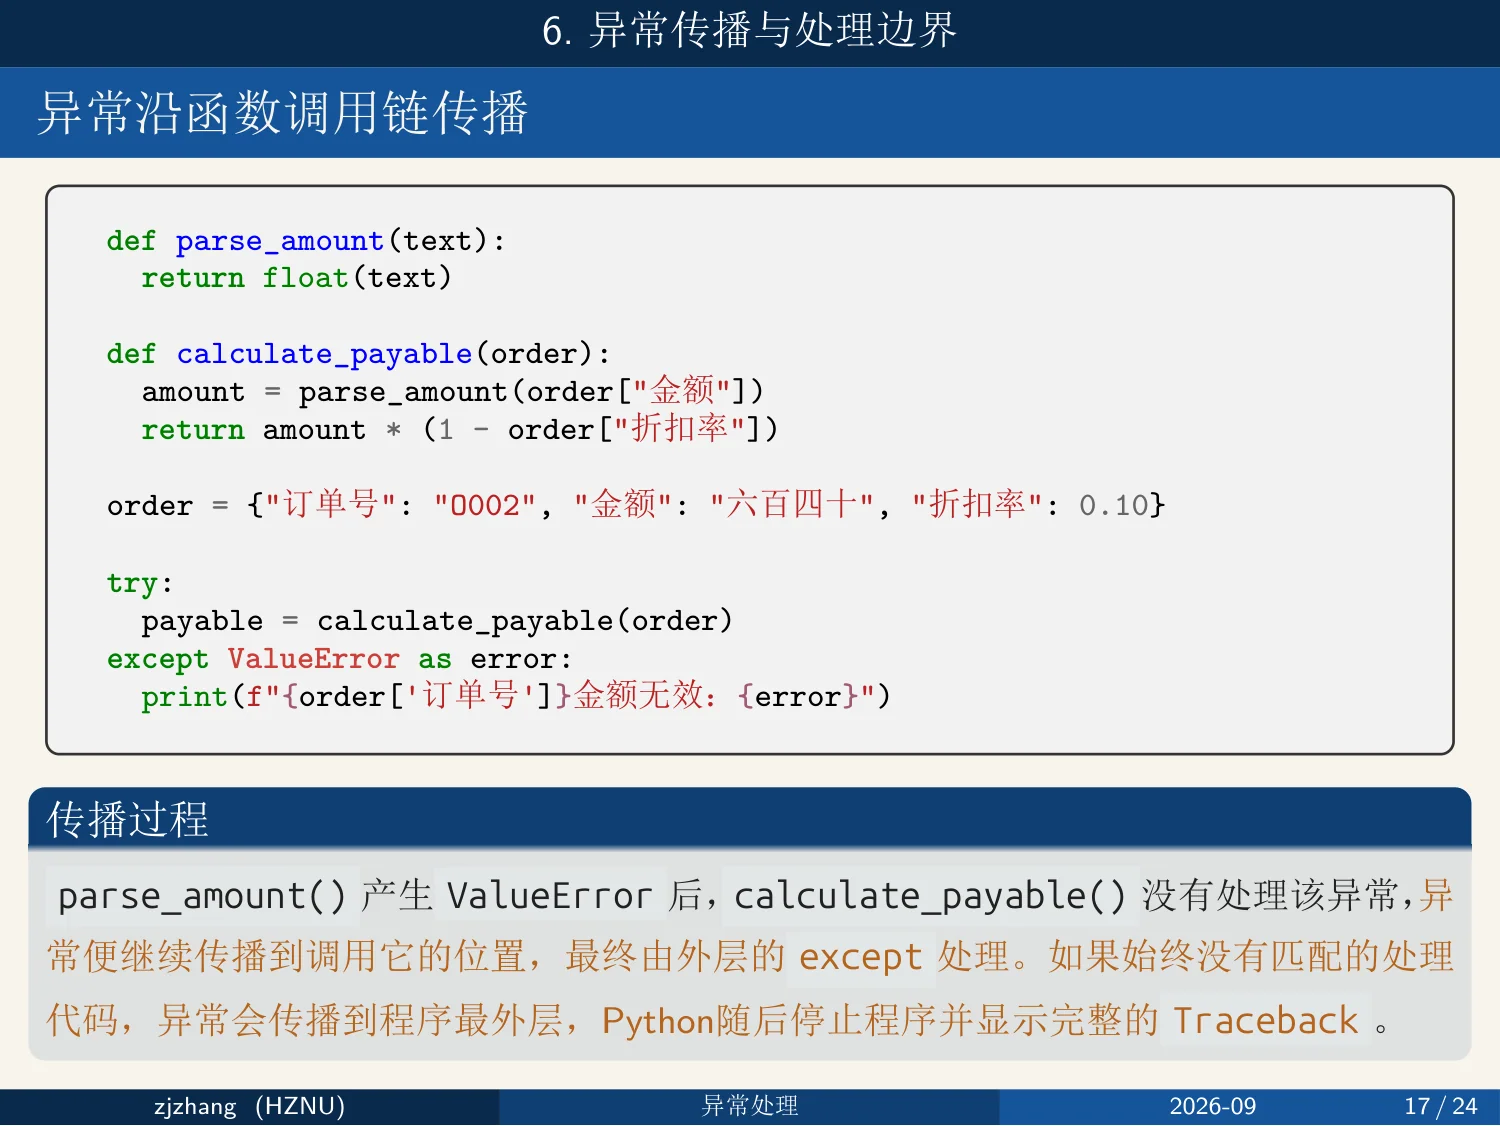 6. 异常传播与处理边界
异常沿函数调用链传播
def parse_amount(text):
  return float(text)
def calculate_payable(order):
  amount = parse_amount(order["金额"])
  return amount * (1 - order["折扣率"])
order = {"订单号": "O002", "金额": "六百四十", "折扣率": 0.10}
try:
  payable = calculate_payable(order)
except ValueError as error:
  print(f"{order['订单号']}金额无效：{error}")
传播过程
parse_amount() 产生 ValueError 后，calculate_payable() 没有处理该异常，异
常便继续传播到调用它的位置，最终由外层的 except 处理。如果始终没有匹配的处理
代码，异常会传播到程序最外层，Python随后停止程序并显示完整的 Traceback 。
zjzhang (HZNU) 异常处理 2026-09 17 / 24